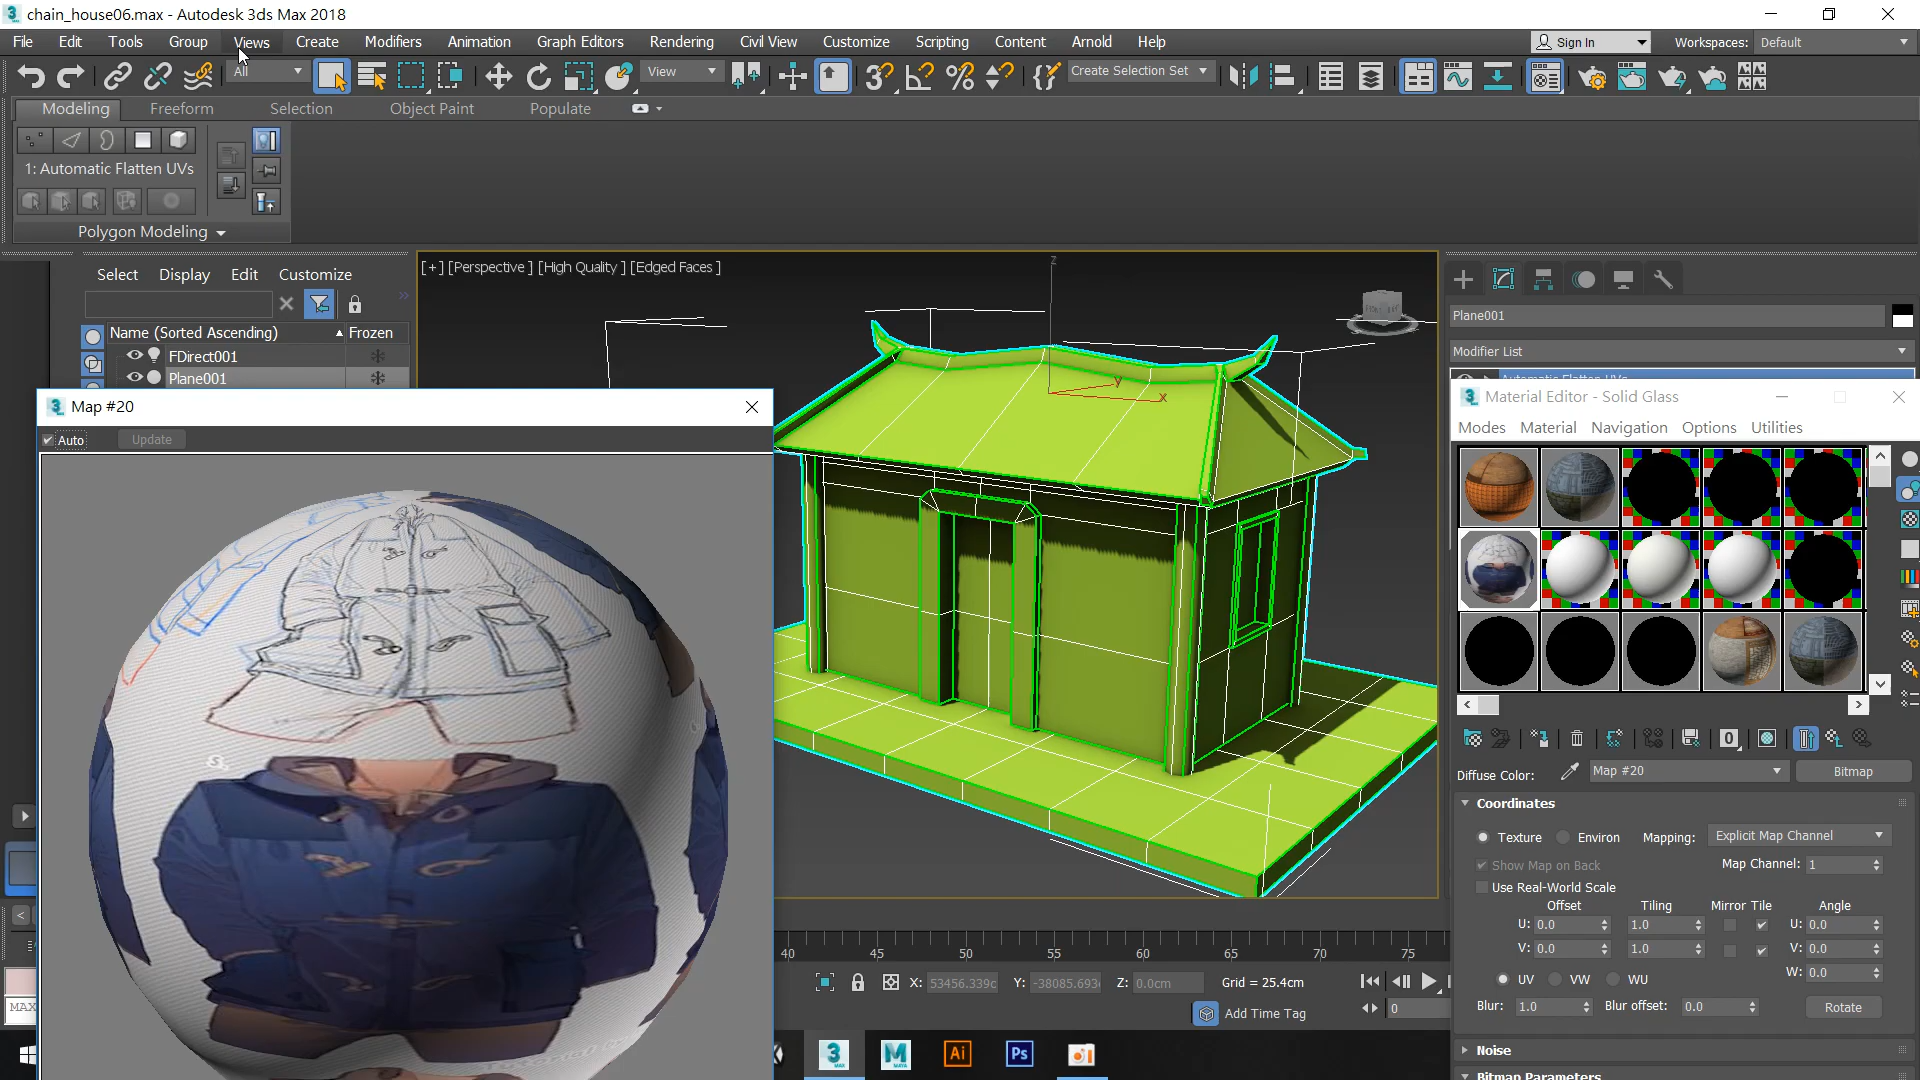 chain_house06.max - Autodesk 3ds Max 2018
File Edit Tools Group Views Create Modifiers Animation Graph Editors Rendering Civil View Customize Scripting Content Arnold Help
Sign In Workspaces: Default
All View Create Selection Set
Modeling Freeform Selection Object Paint Populate
1: Automatic Flatten UVs
Polygon Modeling
Select Display Edit Customize
[+] [Perspective ] [High Quality ] [Edged Faces ]
Name (Sorted Ascending) Frozen
FDirect001
Plane001
Plane001
Modifier List
Map #20
Auto Update
z
y
x
Material Editor - Solid Glass
Modes Material Navigation Options Utilities
Diffuse Color: Map #20 Bitmap
Coordinates
Texture Environ Mapping: Explicit Map Channel
Show Map on Back Map Channel: 1
Use Real-World Scale
Offset Tiling Mirror Tile Angle
U: 0.0 1.0 U: 0.0
V: 0.0 1.0 V: 0.0
W: 0.0
UV VW WU
Blur: 1.0 Blur offset: 0.0 Rotate
Noise
Bitmap Parameters
40 45 50 55 60 65 70 75
X: 53456.339c Y: -38085.693 Z: 0.0cm Grid = 25.4cm
Add Time Tag 0
MAX
3 M Ai Ps